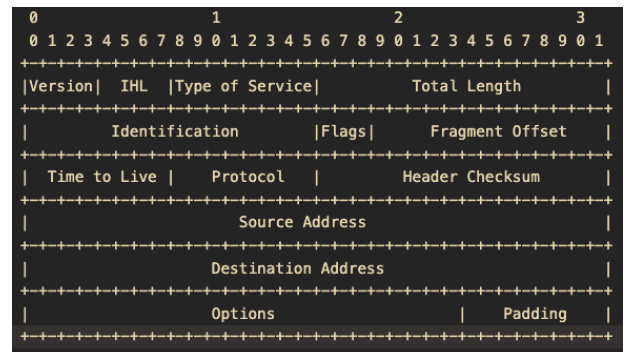 0                   1                   2                   3
0 1 2 3 4 5 6 7 8 9 0 1 2 3 4 5 6 7 8 9 0 1 2 3 4 5 6 7 8 9 0 1
+-+-+-+-+-+-+-+-+-+-+-+-+-+-+-+-+-+-+-+-+-+-+-+-+-+-+-+-+-+-+-+-+
|Version|  IHL  |Type of Service|          Total Length         |
+-+-+-+-+-+-+-+-+-+-+-+-+-+-+-+-+-+-+-+-+-+-+-+-+-+-+-+-+-+-+-+-+
|         Identification        |Flags|      Fragment Offset    |
+-+-+-+-+-+-+-+-+-+-+-+-+-+-+-+-+-+-+-+-+-+-+-+-+-+-+-+-+-+-+-+-+
|  Time to Live |    Protocol   |         Header Checksum       |
+-+-+-+-+-+-+-+-+-+-+-+-+-+-+-+-+-+-+-+-+-+-+-+-+-+-+-+-+-+-+-+-+
|                       Source Address                          |
+-+-+-+-+-+-+-+-+-+-+-+-+-+-+-+-+-+-+-+-+-+-+-+-+-+-+-+-+-+-+-+-+
|                    Destination Address                        |
+-+-+-+-+-+-+-+-+-+-+-+-+-+-+-+-+-+-+-+-+-+-+-+-+-+-+-+-+-+-+-+-+
|                    Options                    |    Padding    |
+-+-+-+-+-+-+-+-+-+-+-+-+-+-+-+-+-+-+-+-+-+-+-+-+-+-+-+-+-+-+-+-+